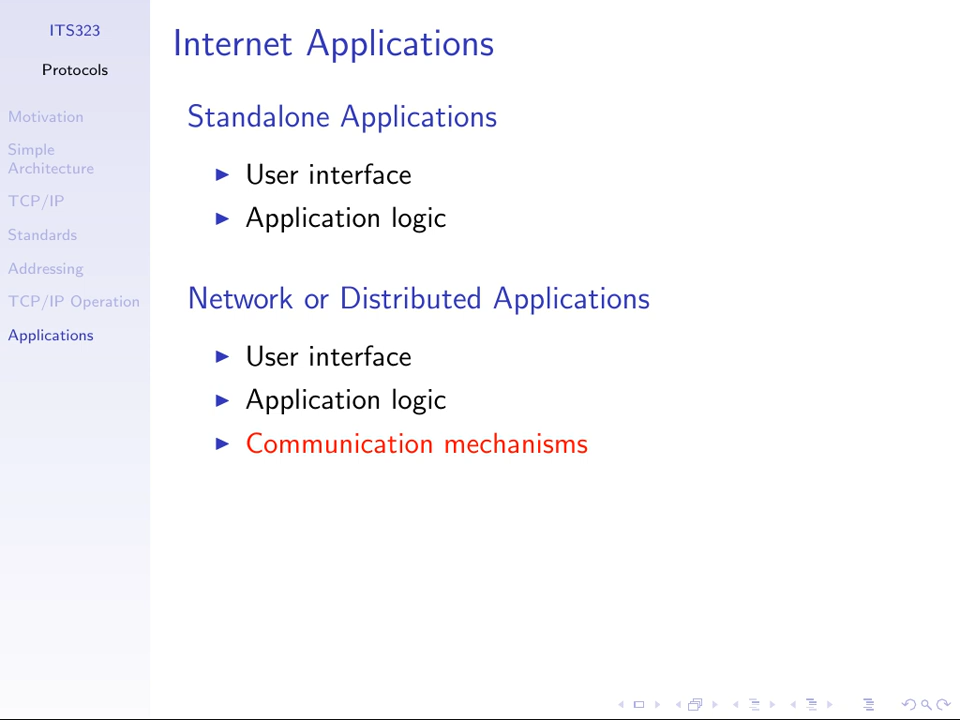 ITS323
Protocols
Motivation
Simple
Architecture
TCP/IP
Standards
Addressing
TCP/IP Operation
Applications
Internet Applications
Standalone Applications
User interface
Application logic
Network or Distributed Applications
User interface
Application logic
Communication mechanisms